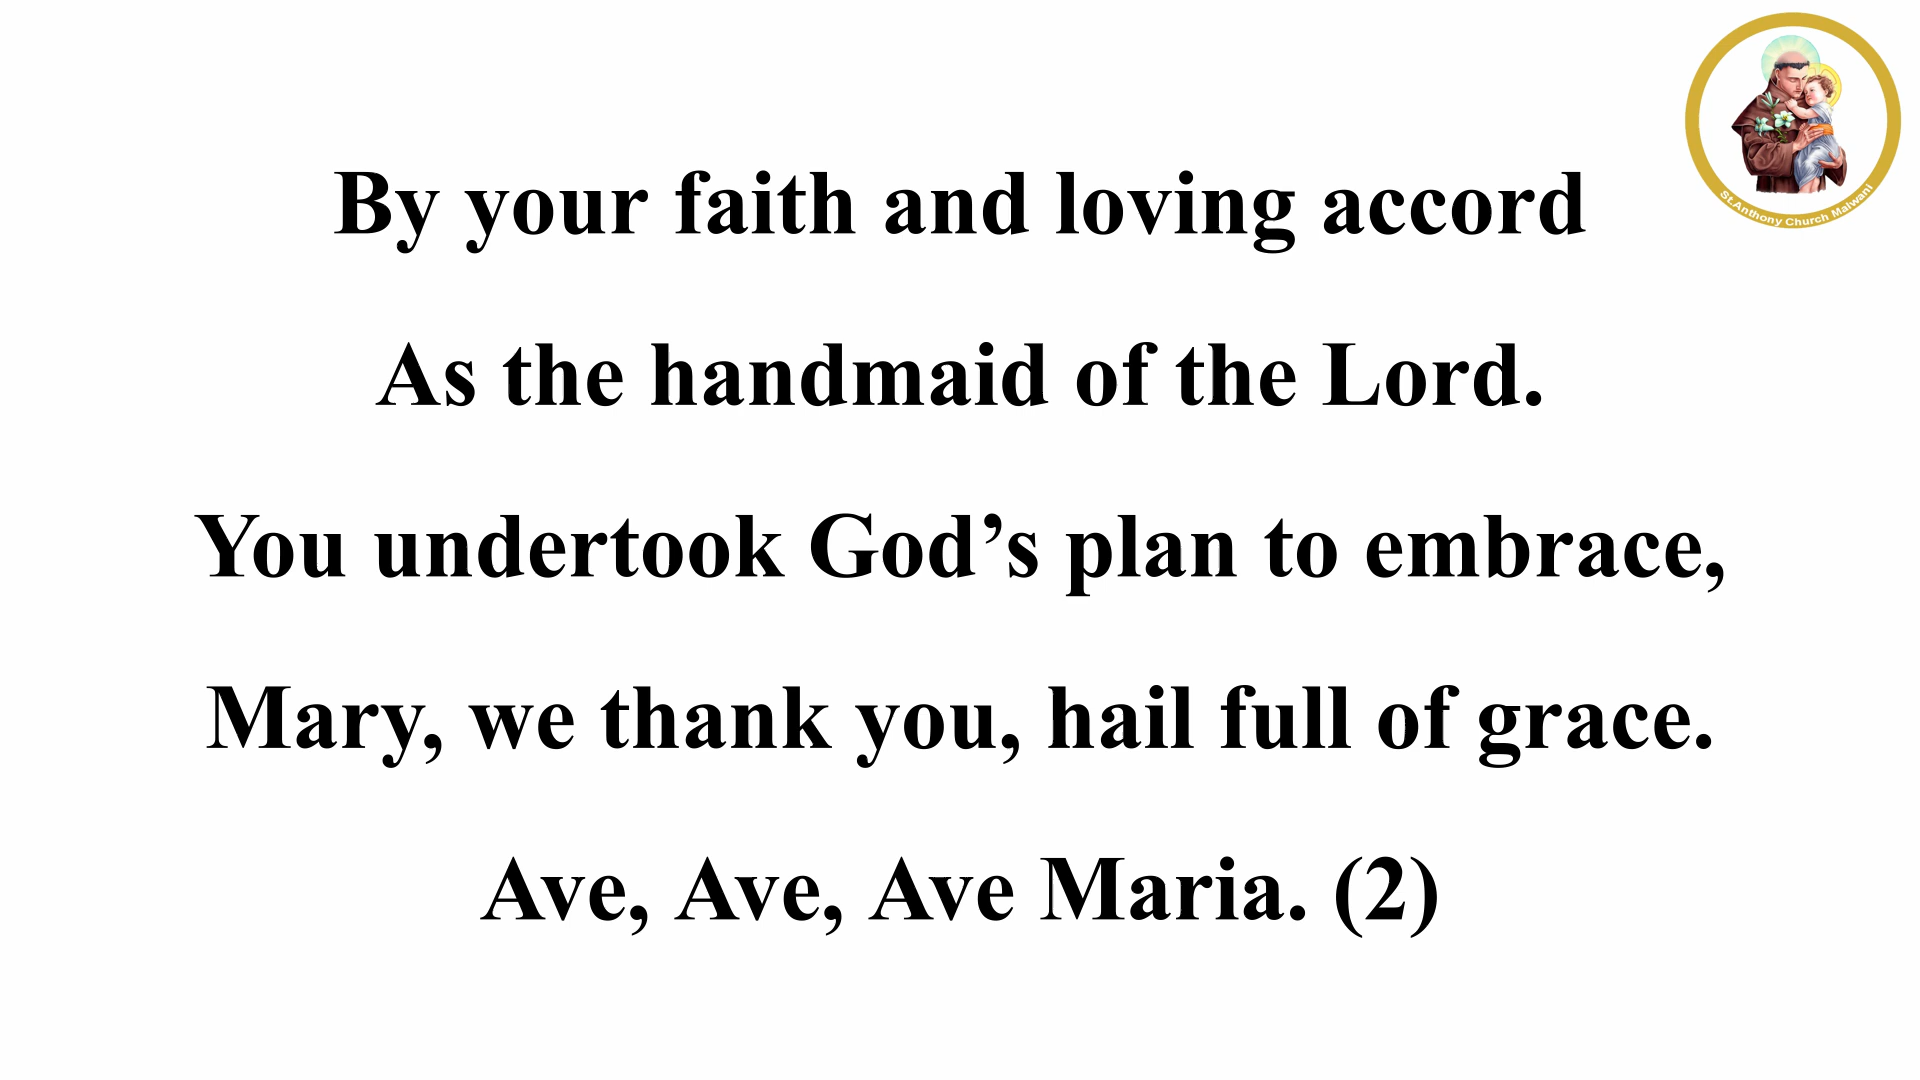 By your faith and loving accord
As the handmaid of the Lord.
You undertook God’s plan to embrace,
Mary, we thank you, hail full of grace.
Ave, Ave, Ave Maria. (2)
St.Anthony Church Malwani